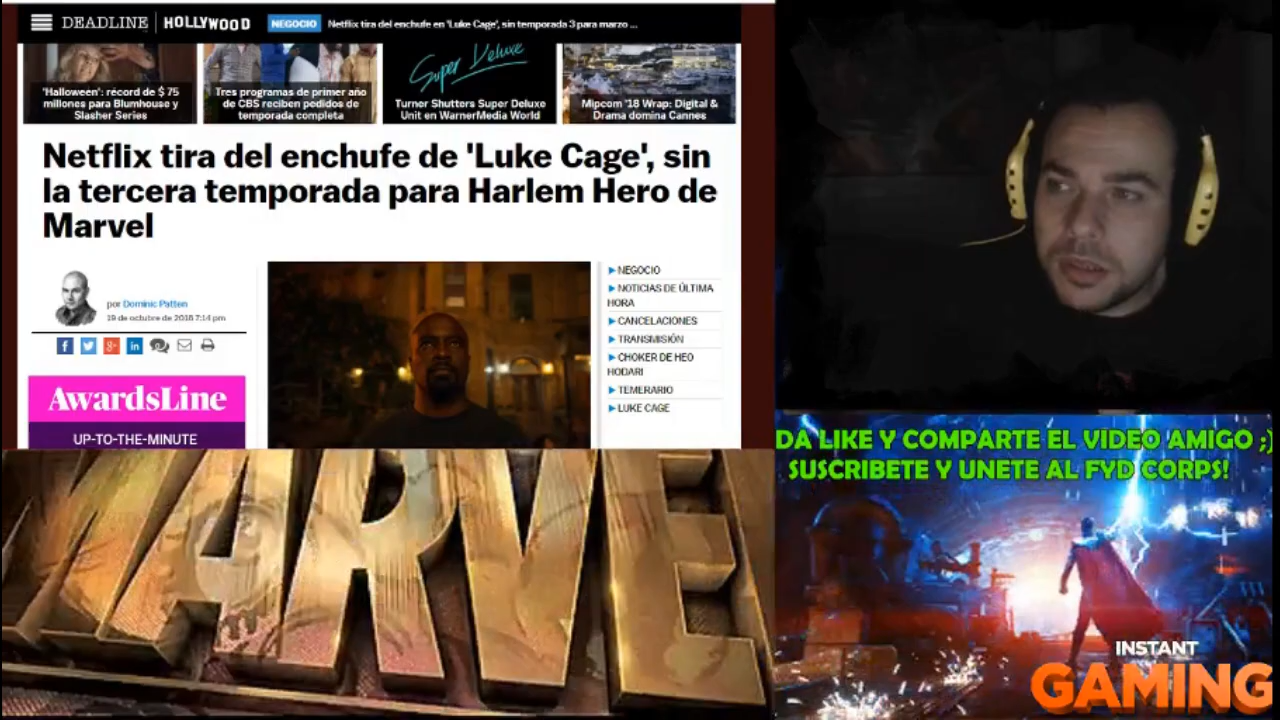 DEADLINE HOLLYWOOD NEGOCIO Netflix tira del enchufe en 'Luke Cage', sin temporada 3 para marzo ...
'Halloween': récord de $ 75
millones para Blumhouse y
Slasher Series
Tres programas de primer año
de CBS reciben pedidos de
temporada completa
Super Deluxe
Turner Shutters Super Deluxe
Unit en WarnerMedia World
Mipcom '18 Wrap: Digital &
Drama domina Cannes
Netflix tira del enchufe de 'Luke Cage', sin
la tercera temporada para Harlem Hero de
Marvel
por Dominic Patten
19 de octubre de 2018 7:14 pm
AwardsLine
UP-TO-THE-MINUTE
NEGOCIO
NOTICIAS DE ÚLTIMA
HORA
CANCELACIONES
TRANSMISIÓN
CHOKER DE HEO
HODARI
TEMERARIO
LUKE CAGE
MARVEL
DA LIKE Y COMPARTE EL VIDEO AMIGO ;)
SUSCRIBETE Y UNETE AL FYD CORPS!
INSTANT
GAMING